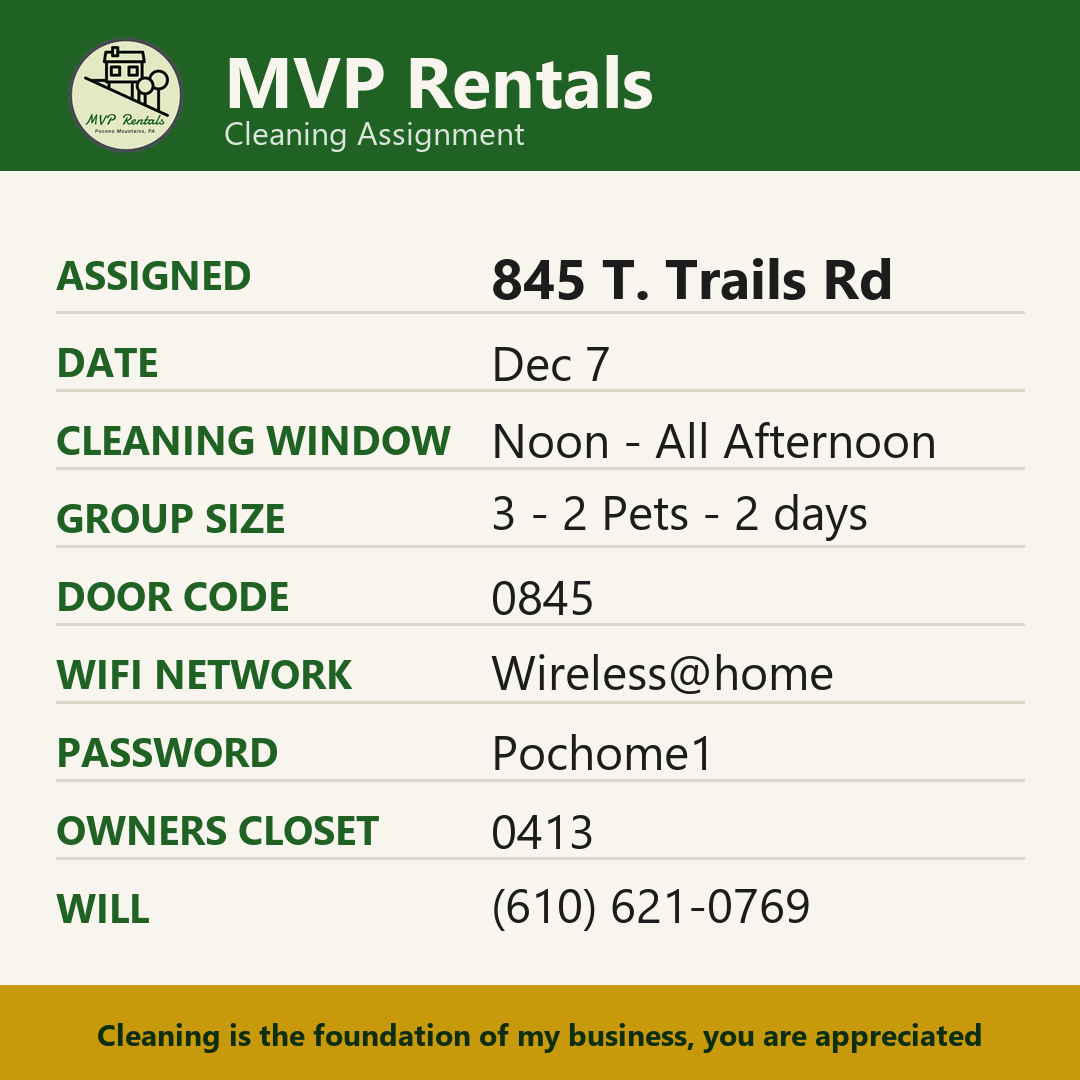 MVP Rentals
Pocono Mountains, PA
MVP Rentals
Cleaning Assignment
ASSIGNED 845 T. Trails Rd
DATE Dec 7
CLEANING WINDOW Noon - All Afternoon
GROUP SIZE 3 - 2 Pets - 2 days
DOOR CODE 0845
WIFI NETWORK Wireless@home
PASSWORD Pochome1
OWNERS CLOSET 0413
WILL (610) 621-0769
Cleaning is the foundation of my business, you are appreciated